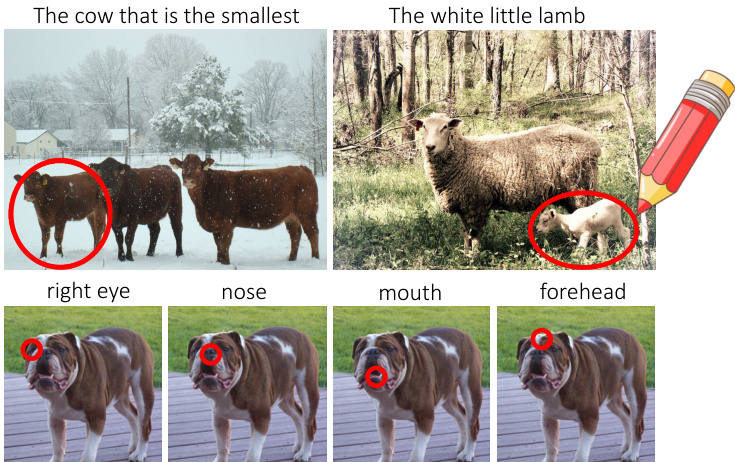 The cow that is the smallest
The white little lamb
right eye
nose
mouth
forehead